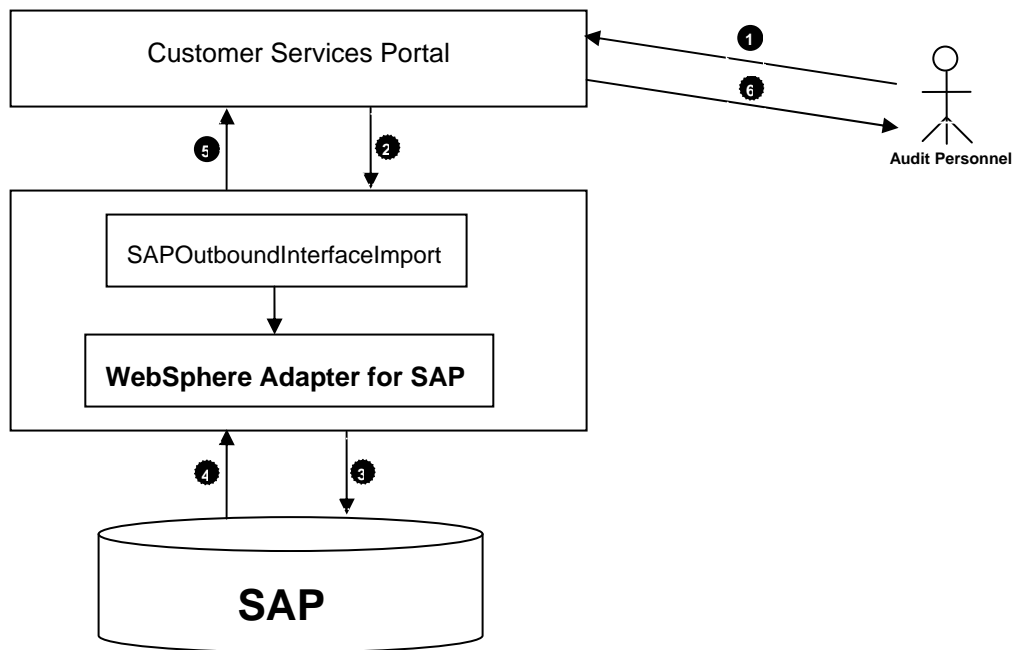 Customer Services Portal
1
6
Audit Personnel
5
2
SAPOutboundInterfaceImport
WebSphere Adapter for SAP
4
3
SAP